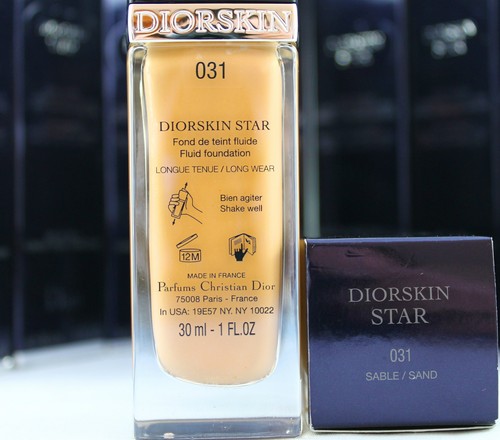 DIORSKIN
031
DIORSKIN STAR
Fond de teint fluide
Fluid foundation
LONGUE TENUE / LONG WEAR
Bien agiter
Shake well
12M
MADE IN FRANCE
Parfums Christian Dior
75008 Paris - France
In USA: 19E57 NY. NY 10022
30 ml - 1 FL.OZ
DIORSKIN
STAR
031
SABLE / SAND